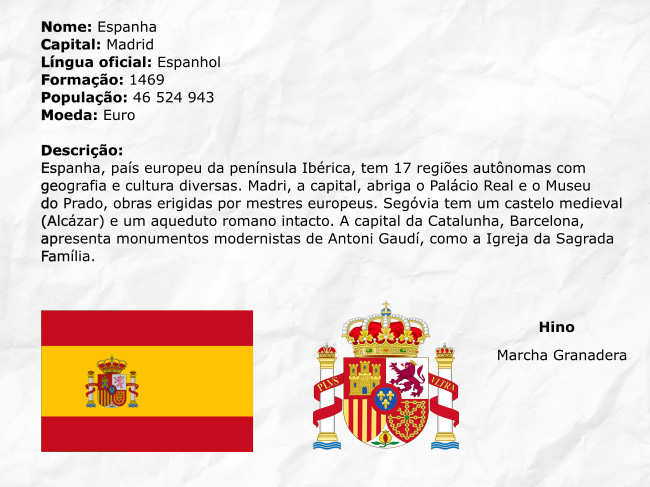 Nome: Espanha
Capital: Madrid
Língua oficial: Espanhol
Formação: 1469
População: 46 524 943
Moeda: Euro
Descrição:
Espanha, país europeu da península Ibérica, tem 17 regiões autônomas com
geografia e cultura diversas. Madri, a capital, abriga o Palácio Real e o Museu
do Prado, obras erigidas por mestres europeus. Segóvia tem um castelo medieval
(Alcázar) e um aqueduto romano intacto. A capital da Catalunha, Barcelona,
apresenta monumentos modernistas de Antoni Gaudí, como a Igreja da Sagrada
Família.
Hino
Marcha Granadera
PLVS VLTRA